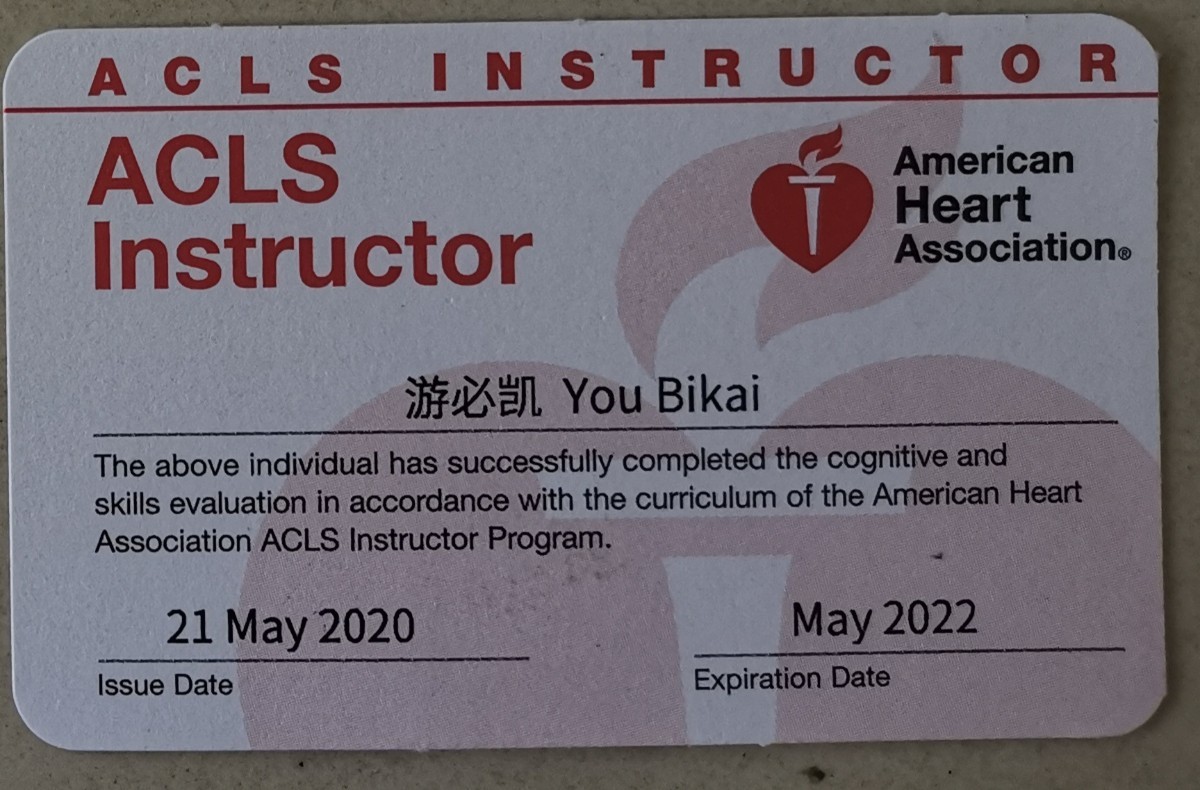 ACLS INSTRUCTOR
ACLS
Instructor
American
Heart
Association®
游必凯 You Bikai
The above individual has successfully completed the cognitive and
skills evaluation in accordance with the curriculum of the American Heart
Association ACLS Instructor Program.
21 May 2020
Issue Date
May 2022
Expiration Date